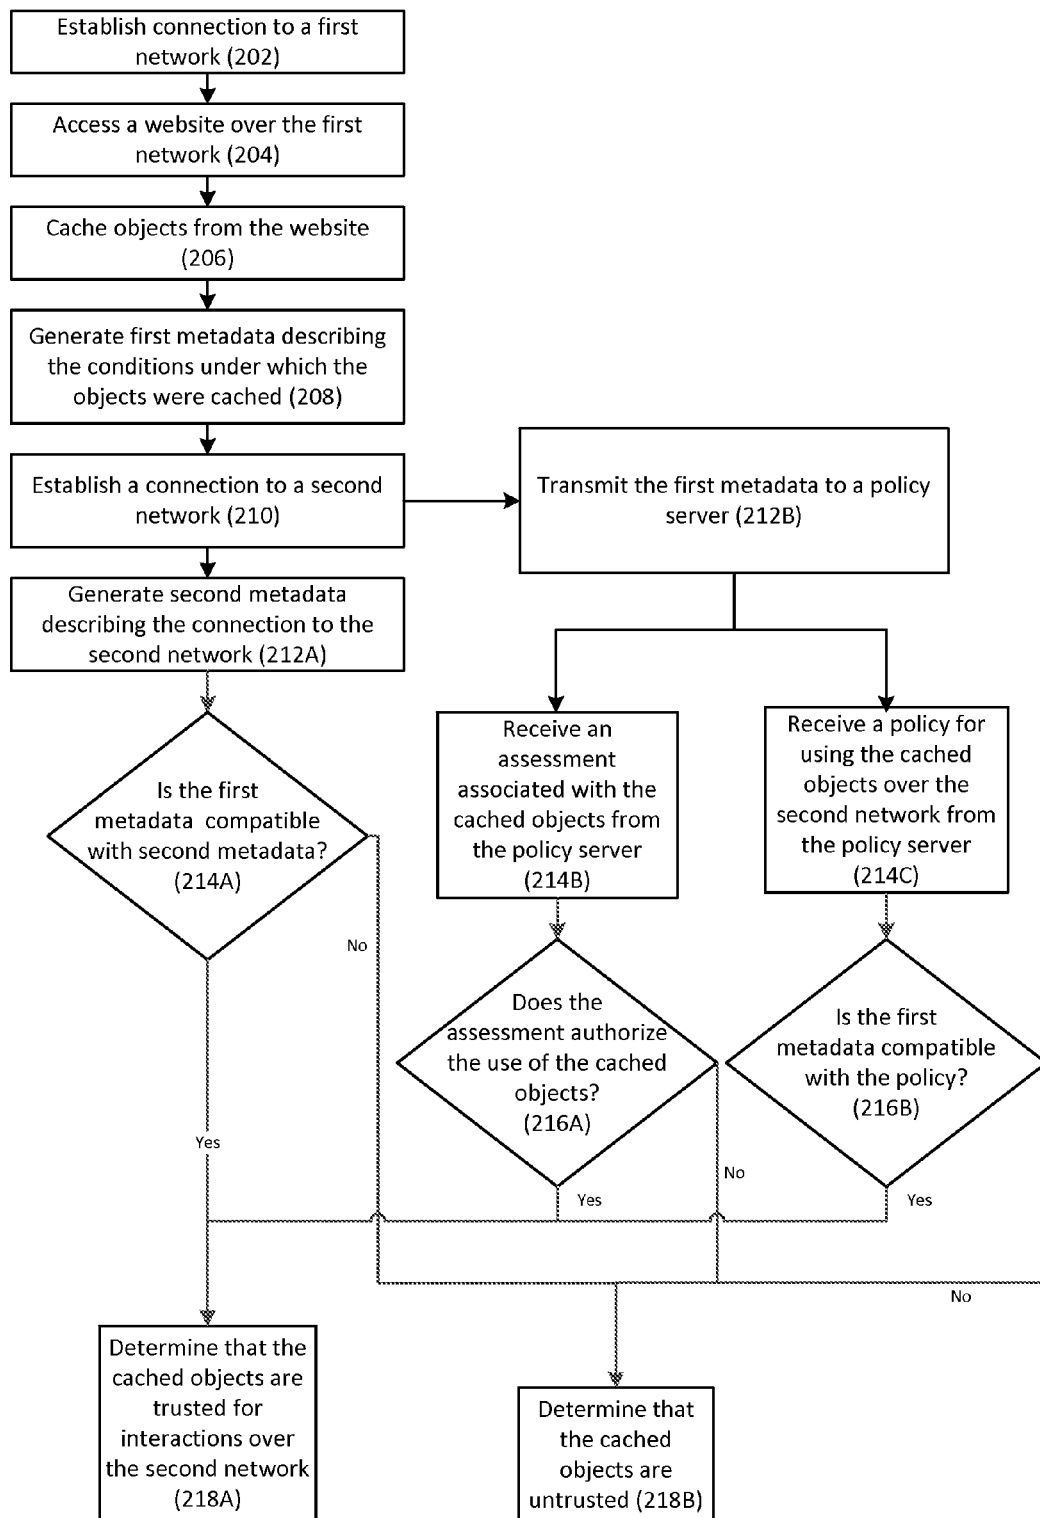 Establish connection to a first
network (202)
Access a website over the first
network (204)
Cache objects from the website
(206)
Generate first metadata describing
the conditions under which the
objects were cached (208)
Establish a connection to a second
network (210)
Transmit the first metadata to a policy
server (212B)
Generate second metadata
describing the connection to the
second network (212A)
Is the first
metadata compatible
with second metadata?
(214A)
Receive an
assessment
associated with the
cached objects from
the policy server
(214B)
Receive a policy for
using the cached
objects over the
second network from
the policy server
(214C)
No
Does the
assessment authorize
the use of the cached
objects?
(216A)
Is the first
metadata compatible
with the policy?
(216B)
Yes
No
Yes
Yes
No
Determine that the
cached objects are
trusted for
interactions over
the second network
(218A)
Determine that
the cached
objects are
untrusted (218B)